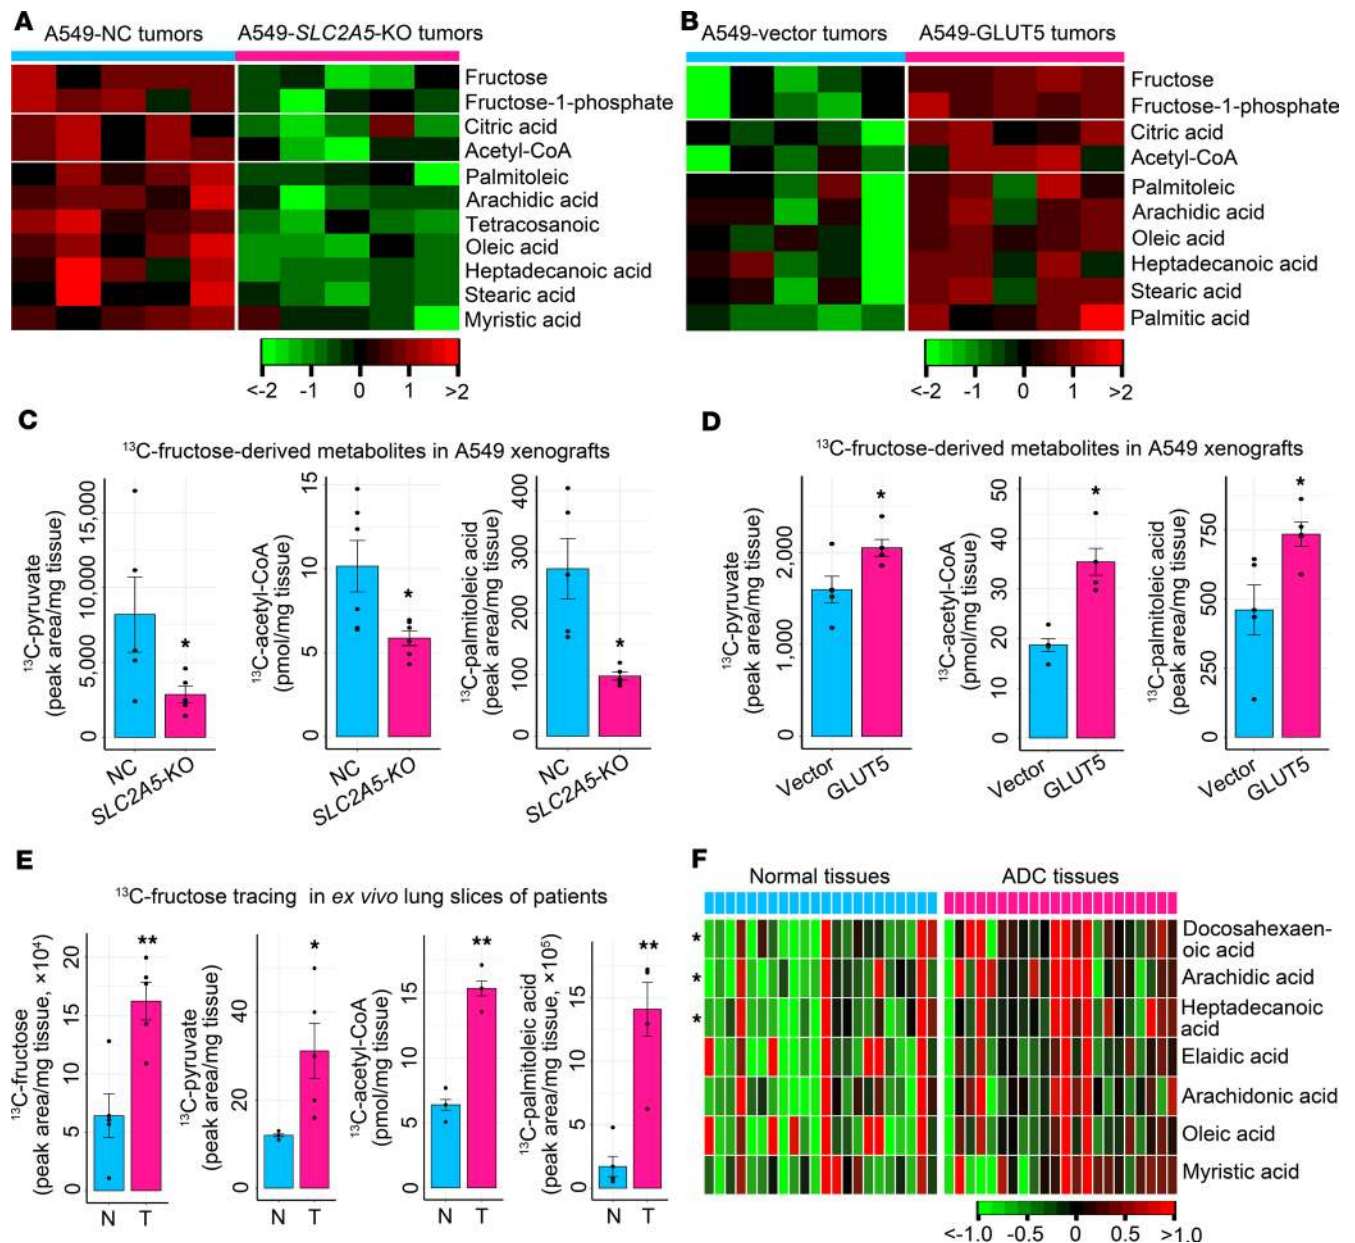 A
A549-NC tumors
A549-SLC2A5-KO tumors
Fructose
Fructose-1-phosphate
Citric acid
Acetyl-CoA
Palmitoleic
Arachidic acid
Tetracosanoic
Oleic acid
Heptadecanoic acid
Stearic acid
Myristic acid
<-2 -1 0 1 >2
B
A549-vector tumors
A549-GLUT5 tumors
Fructose
Fructose-1-phosphate
Citric acid
Acetyl-CoA
Palmitoleic
Arachidic acid
Oleic acid
Heptadecanoic acid
Stearic acid
Palmitic acid
<-2 -1 0 1 >2
C
¹³C-fructose-derived metabolites in A549 xenografts
¹³C-pyruvate
(peak area/mg tissue)
15,000
10,000
5,000
0
*
NC
SLC2A5-KO
¹³C-acetyl-CoA
(pmol/mg tissue)
15
10
5
0
*
NC
SLC2A5-KO
¹³C-palmitoleic acid
(peak area/mg tissue)
400
300
200
100
0
*
NC
SLC2A5-KO
D
¹³C-fructose-derived metabolites in A549 xenografts
¹³C-pyruvate
(peak area/mg tissue)
2,000
1,000
0
*
Vector
GLUT5
¹³C-acetyl-CoA
(pmol/mg tissue)
50
40
30
20
10
0
*
Vector
GLUT5
¹³C-palmitoleic acid
(peak area/mg tissue)
750
500
250
0
*
Vector
GLUT5
E
¹³C-fructose tracing in ex vivo lung slices of patients
¹³C-fructose
(peak area/mg tissue, ×10⁴)
20
15
10
5
0
**
N T
¹³C-pyruvate
(peak area/mg tissue)
40
20
0
*
N T
¹³C-acetyl-CoA
(pmol/mg tissue)
15
10
5
0
**
N T
¹³C-palmitoleic acid
(peak area/mg tissue, ×10⁵)
15
10
5
0
**
N T
F
Normal tissues
ADC tissues
* Docosahexaen-
oic acid
* Arachidic acid
* Heptadecanoic
acid
Elaidic acid
Arachidonic acid
Oleic acid
Myristic acid
<-1.0 -0.5 0 0.5 >1.0